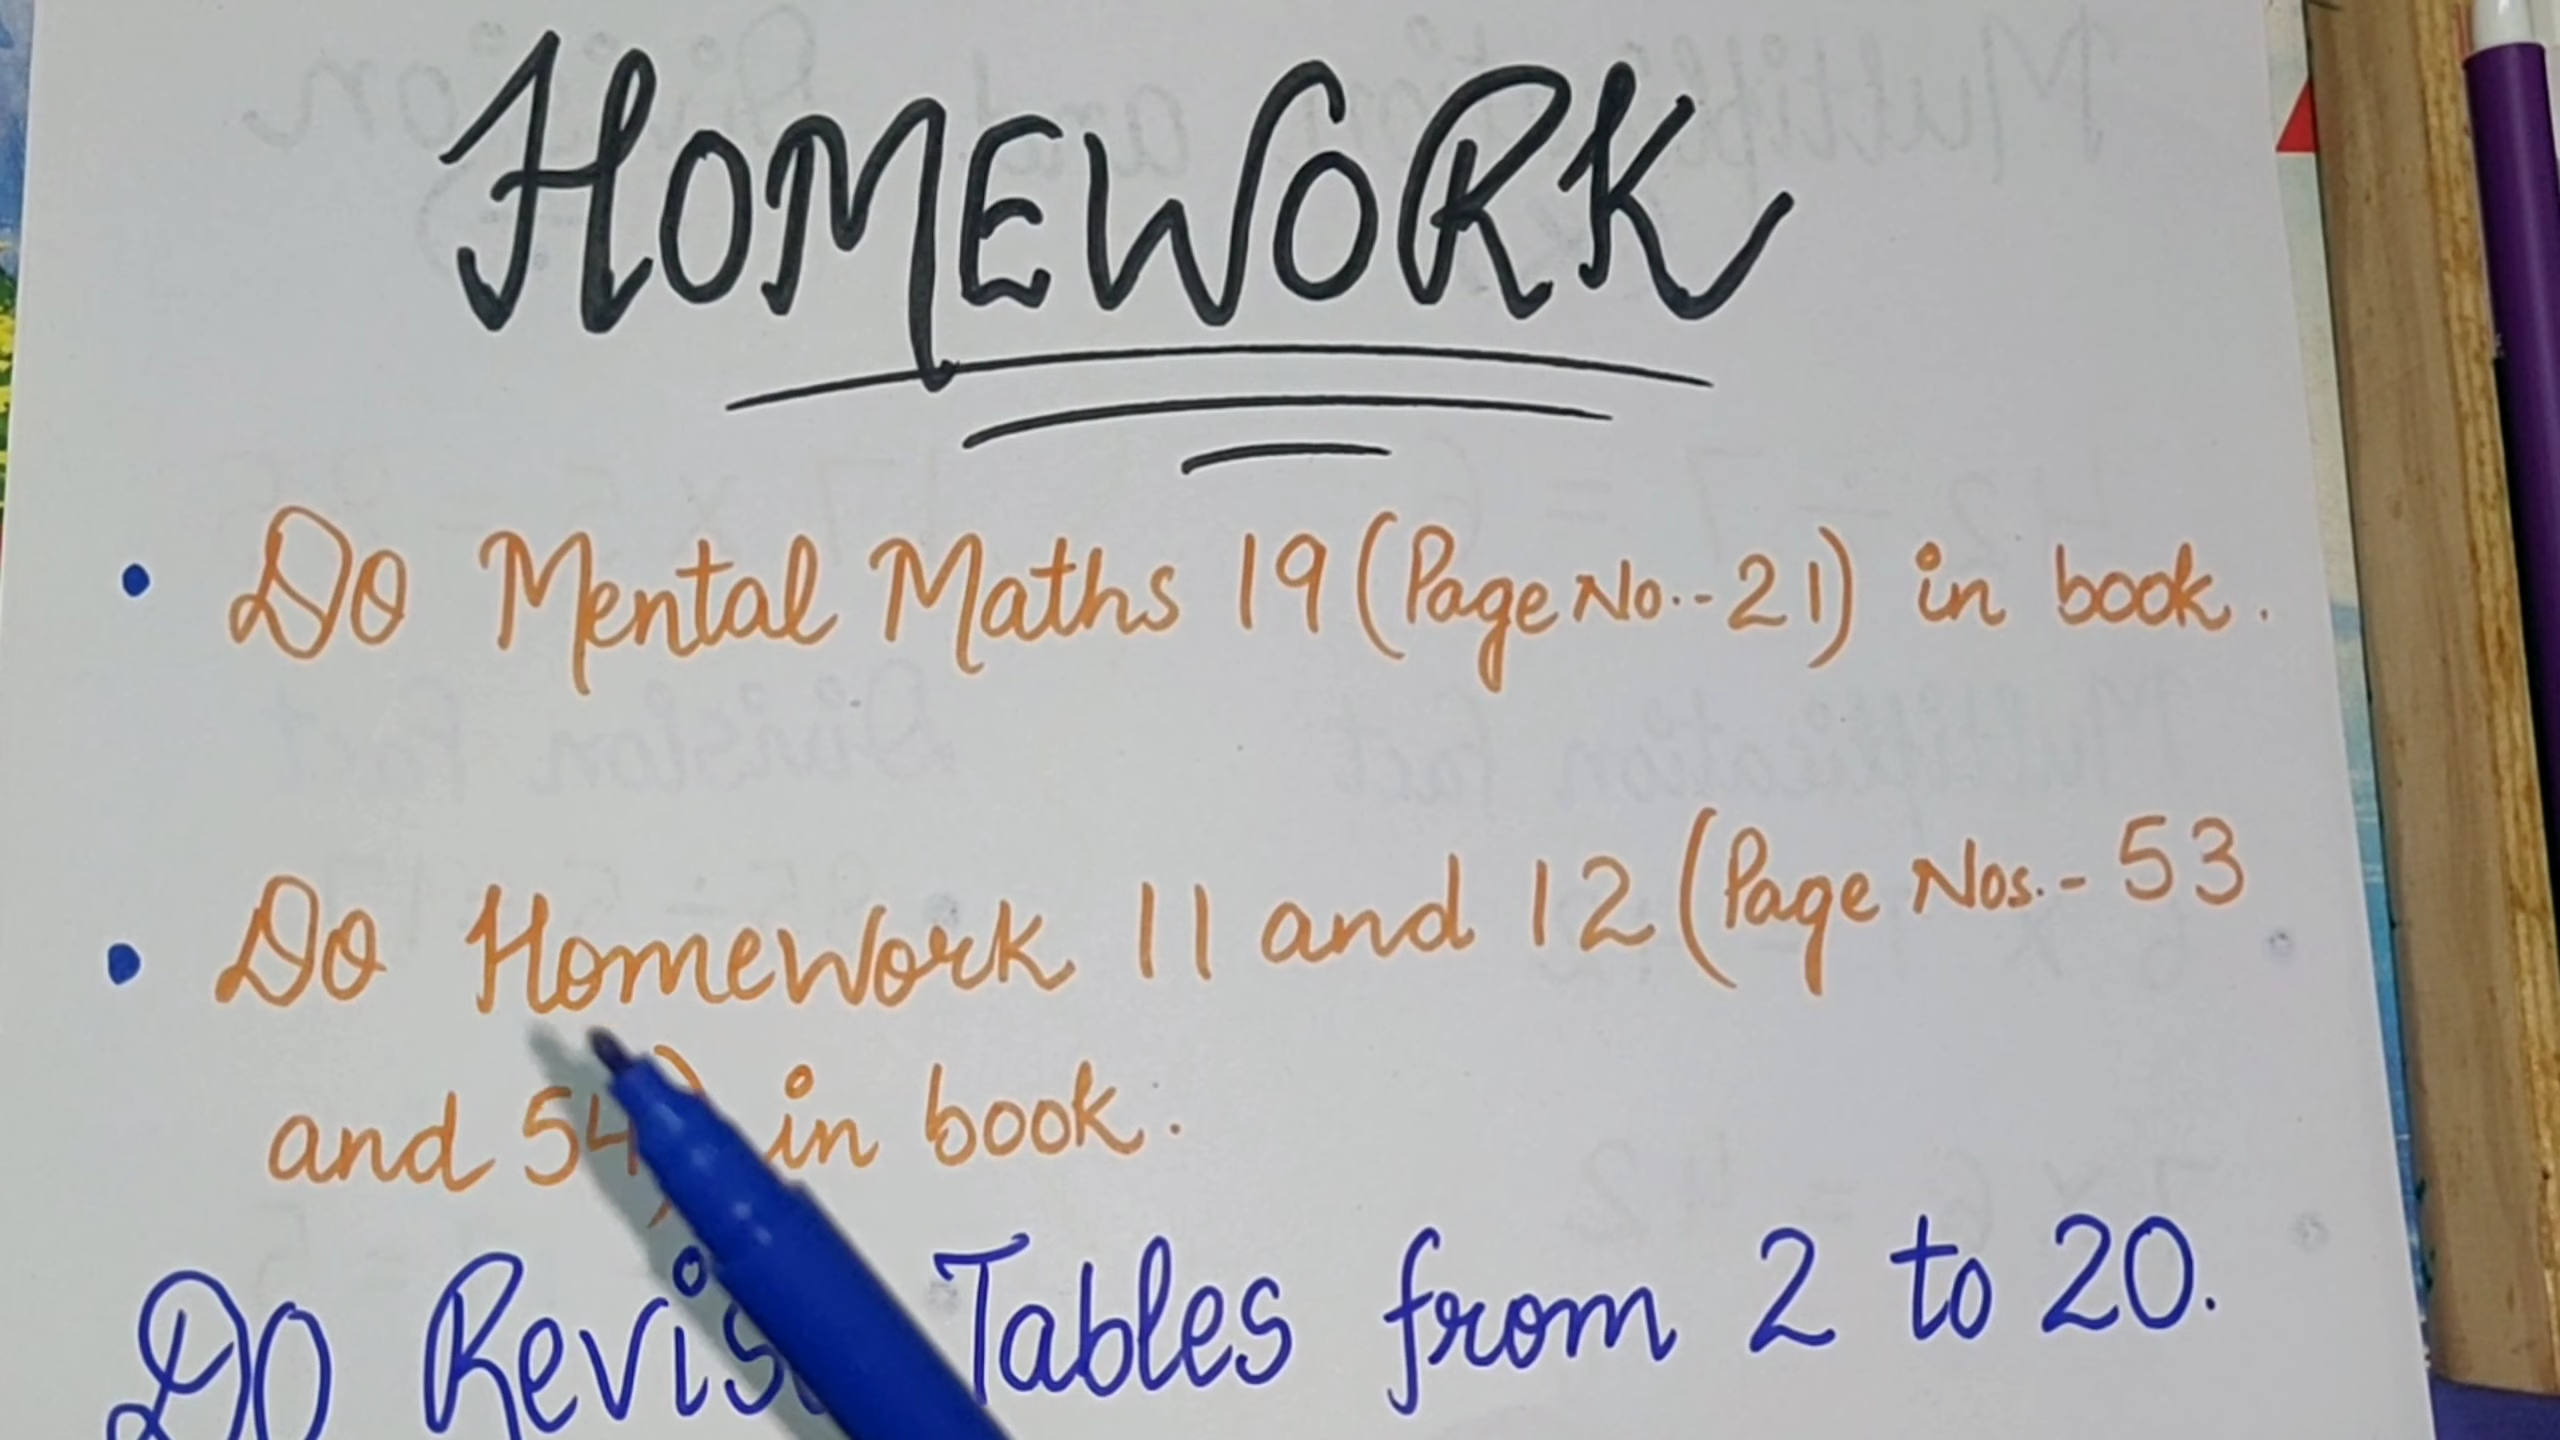 HOMEWORK
• Do Mental Maths 19 (Page No.-21) in book.
• Do Homework 11 and 12 (Page Nos.- 53
and 54) in book.
Do Revise Tables from 2 to 20.